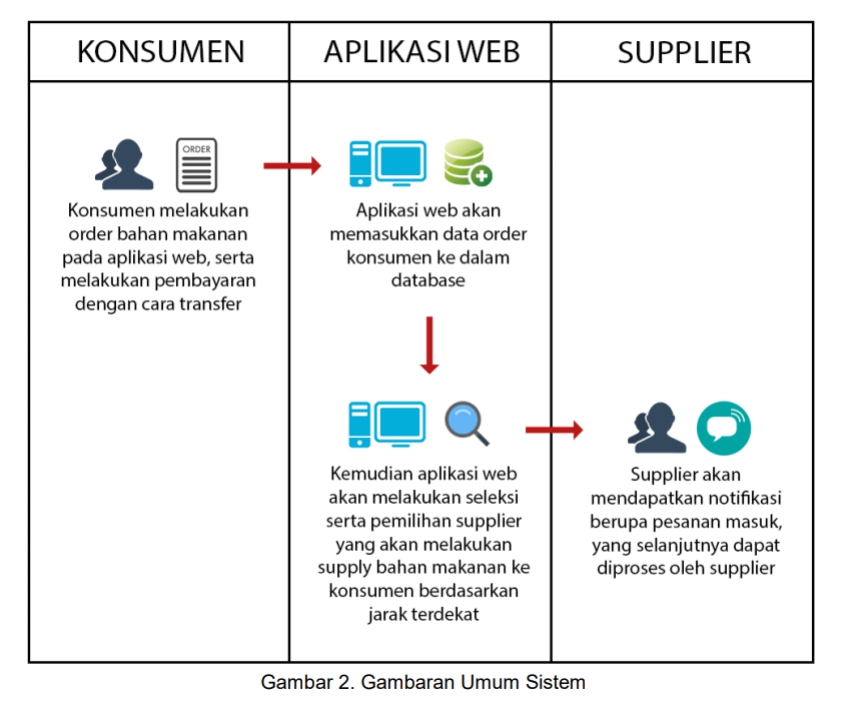 KONSUMEN
APLIKASI WEB
SUPPLIER
ORDER
Konsumen melakukan
order bahan makanan
pada aplikasi web, serta
melakukan pembayaran
dengan cara transfer
Aplikasi web akan
memasukkan data order
konsumen ke dalam
database
Kemudian aplikasi web
akan melakukan seleksi
serta pemilihan supplier
yang akan melakukan
supply bahan makanan ke
konsumen berdasarkan
jarak terdekat
Supplier akan
mendapatkan notifikasi
berupa pesanan masuk,
yang selanjutnya dapat
diproses oleh supplier
Gambar 2. Gambaran Umum Sistem